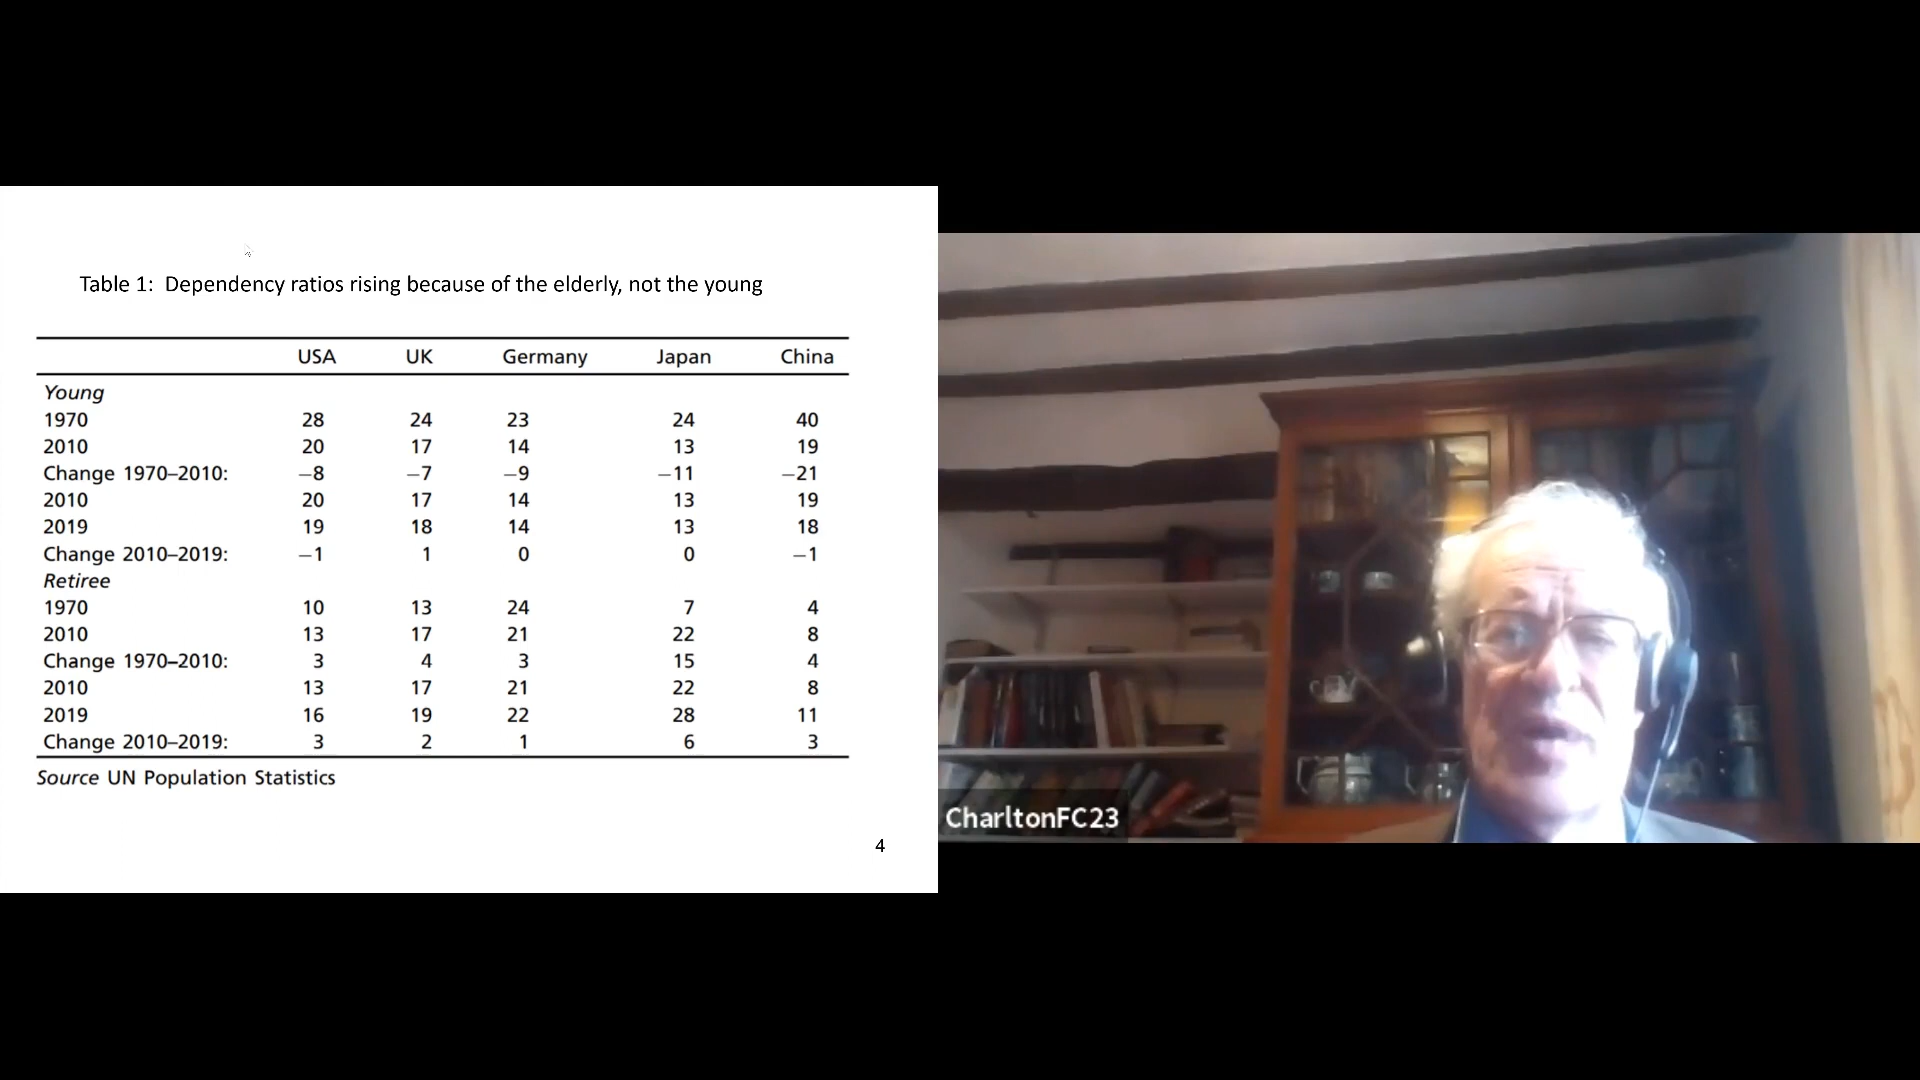 Table 1: Dependency ratios rising because of the elderly, not the young
USA UK Germany Japan China
Young
1970 28 24 23 24 40
2010 20 17 14 13 19
Change 1970–2010: –8 –7 –9 –11 –21
2010 20 17 14 13 19
2019 19 18 14 13 18
Change 2010–2019: –1 1 0 0 –1
Retiree
1970 10 13 24 7 4
2010 13 17 21 22 8
Change 1970–2010: 3 4 3 15 4
2010 13 17 21 22 8
2019 16 19 22 28 11
Change 2010–2019: 3 2 1 6 3
Source UN Population Statistics
4
CharltonFC23